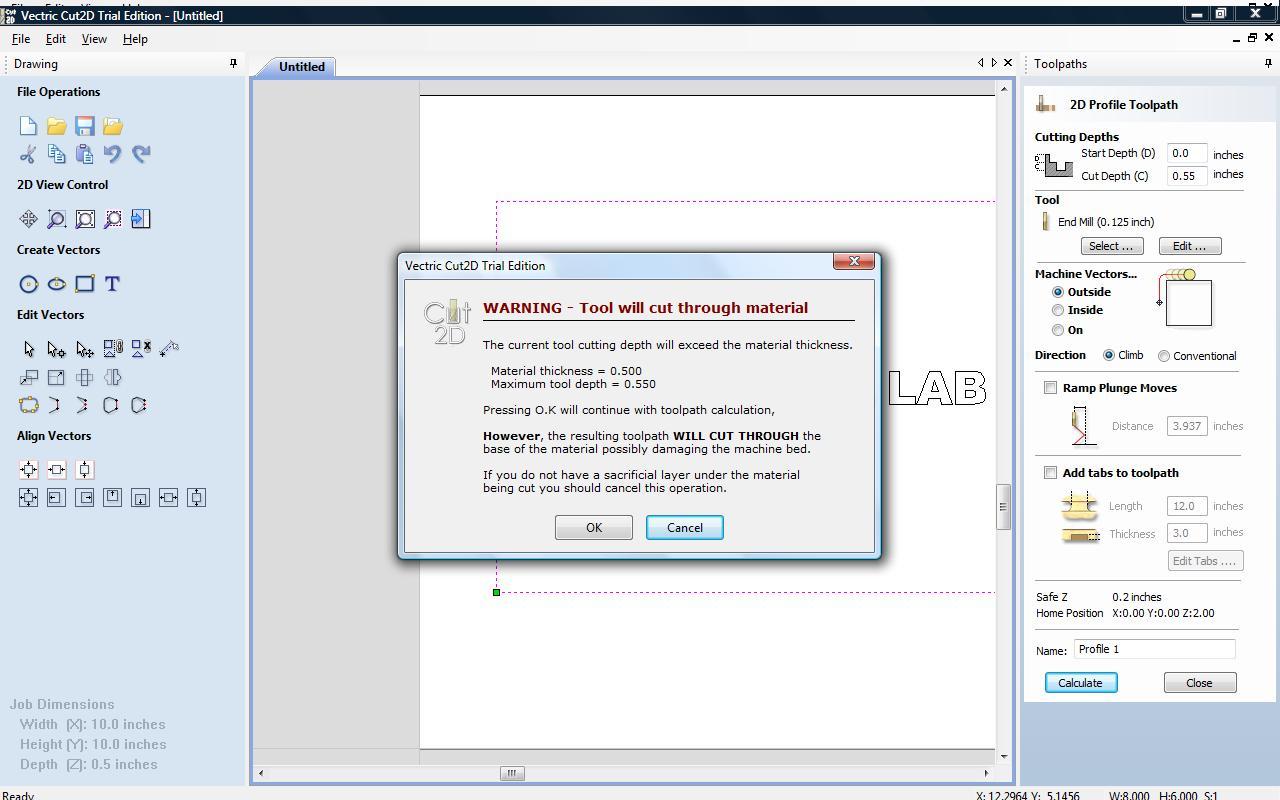 Vectric Cut2D Trial Edition - [Untitled]
File Edit View Help
Drawing
File Operations
2D View Control
Create Vectors
T
Edit Vectors
Align Vectors
Job Dimensions
Width (X): 10.0 inches
Height (Y): 10.0 inches
Depth (Z): 0.5 inches
Ready
Untitled
LAB
Vectric Cut2D Trial Edition
Cut
2D
WARNING - Tool will cut through material
The current tool cutting depth will exceed the material thickness.
Material thickness = 0.500
Maximum tool depth = 0.550
Pressing O.K will continue with toolpath calculation,
However, the resulting toolpath WILL CUT THROUGH the
base of the material possibly damaging the machine bed.
If you do not have a sacrificial layer under the material
being cut you should cancel this operation.
OK Cancel
Toolpaths
2D Profile Toolpath
Cutting Depths
Start Depth (D) 0.0 inches
Cut Depth (C) 0.55 inches
Tool
End Mill (0.125 inch)
Select ... Edit ...
Machine Vectors...
Outside
Inside
On
Direction Climb Conventional
Ramp Plunge Moves
Distance 3.937 inches
Add tabs to toolpath
Length 12.0 inches
Thickness 3.0 inches
Edit Tabs ....
Safe Z 0.2 inches
Home Position X:0.00 Y:0.00 Z:2.00
Name: Profile 1
Calculate Close
X: 12.2964 Y: 5.1456 W:8.000 H:6.000 S:1